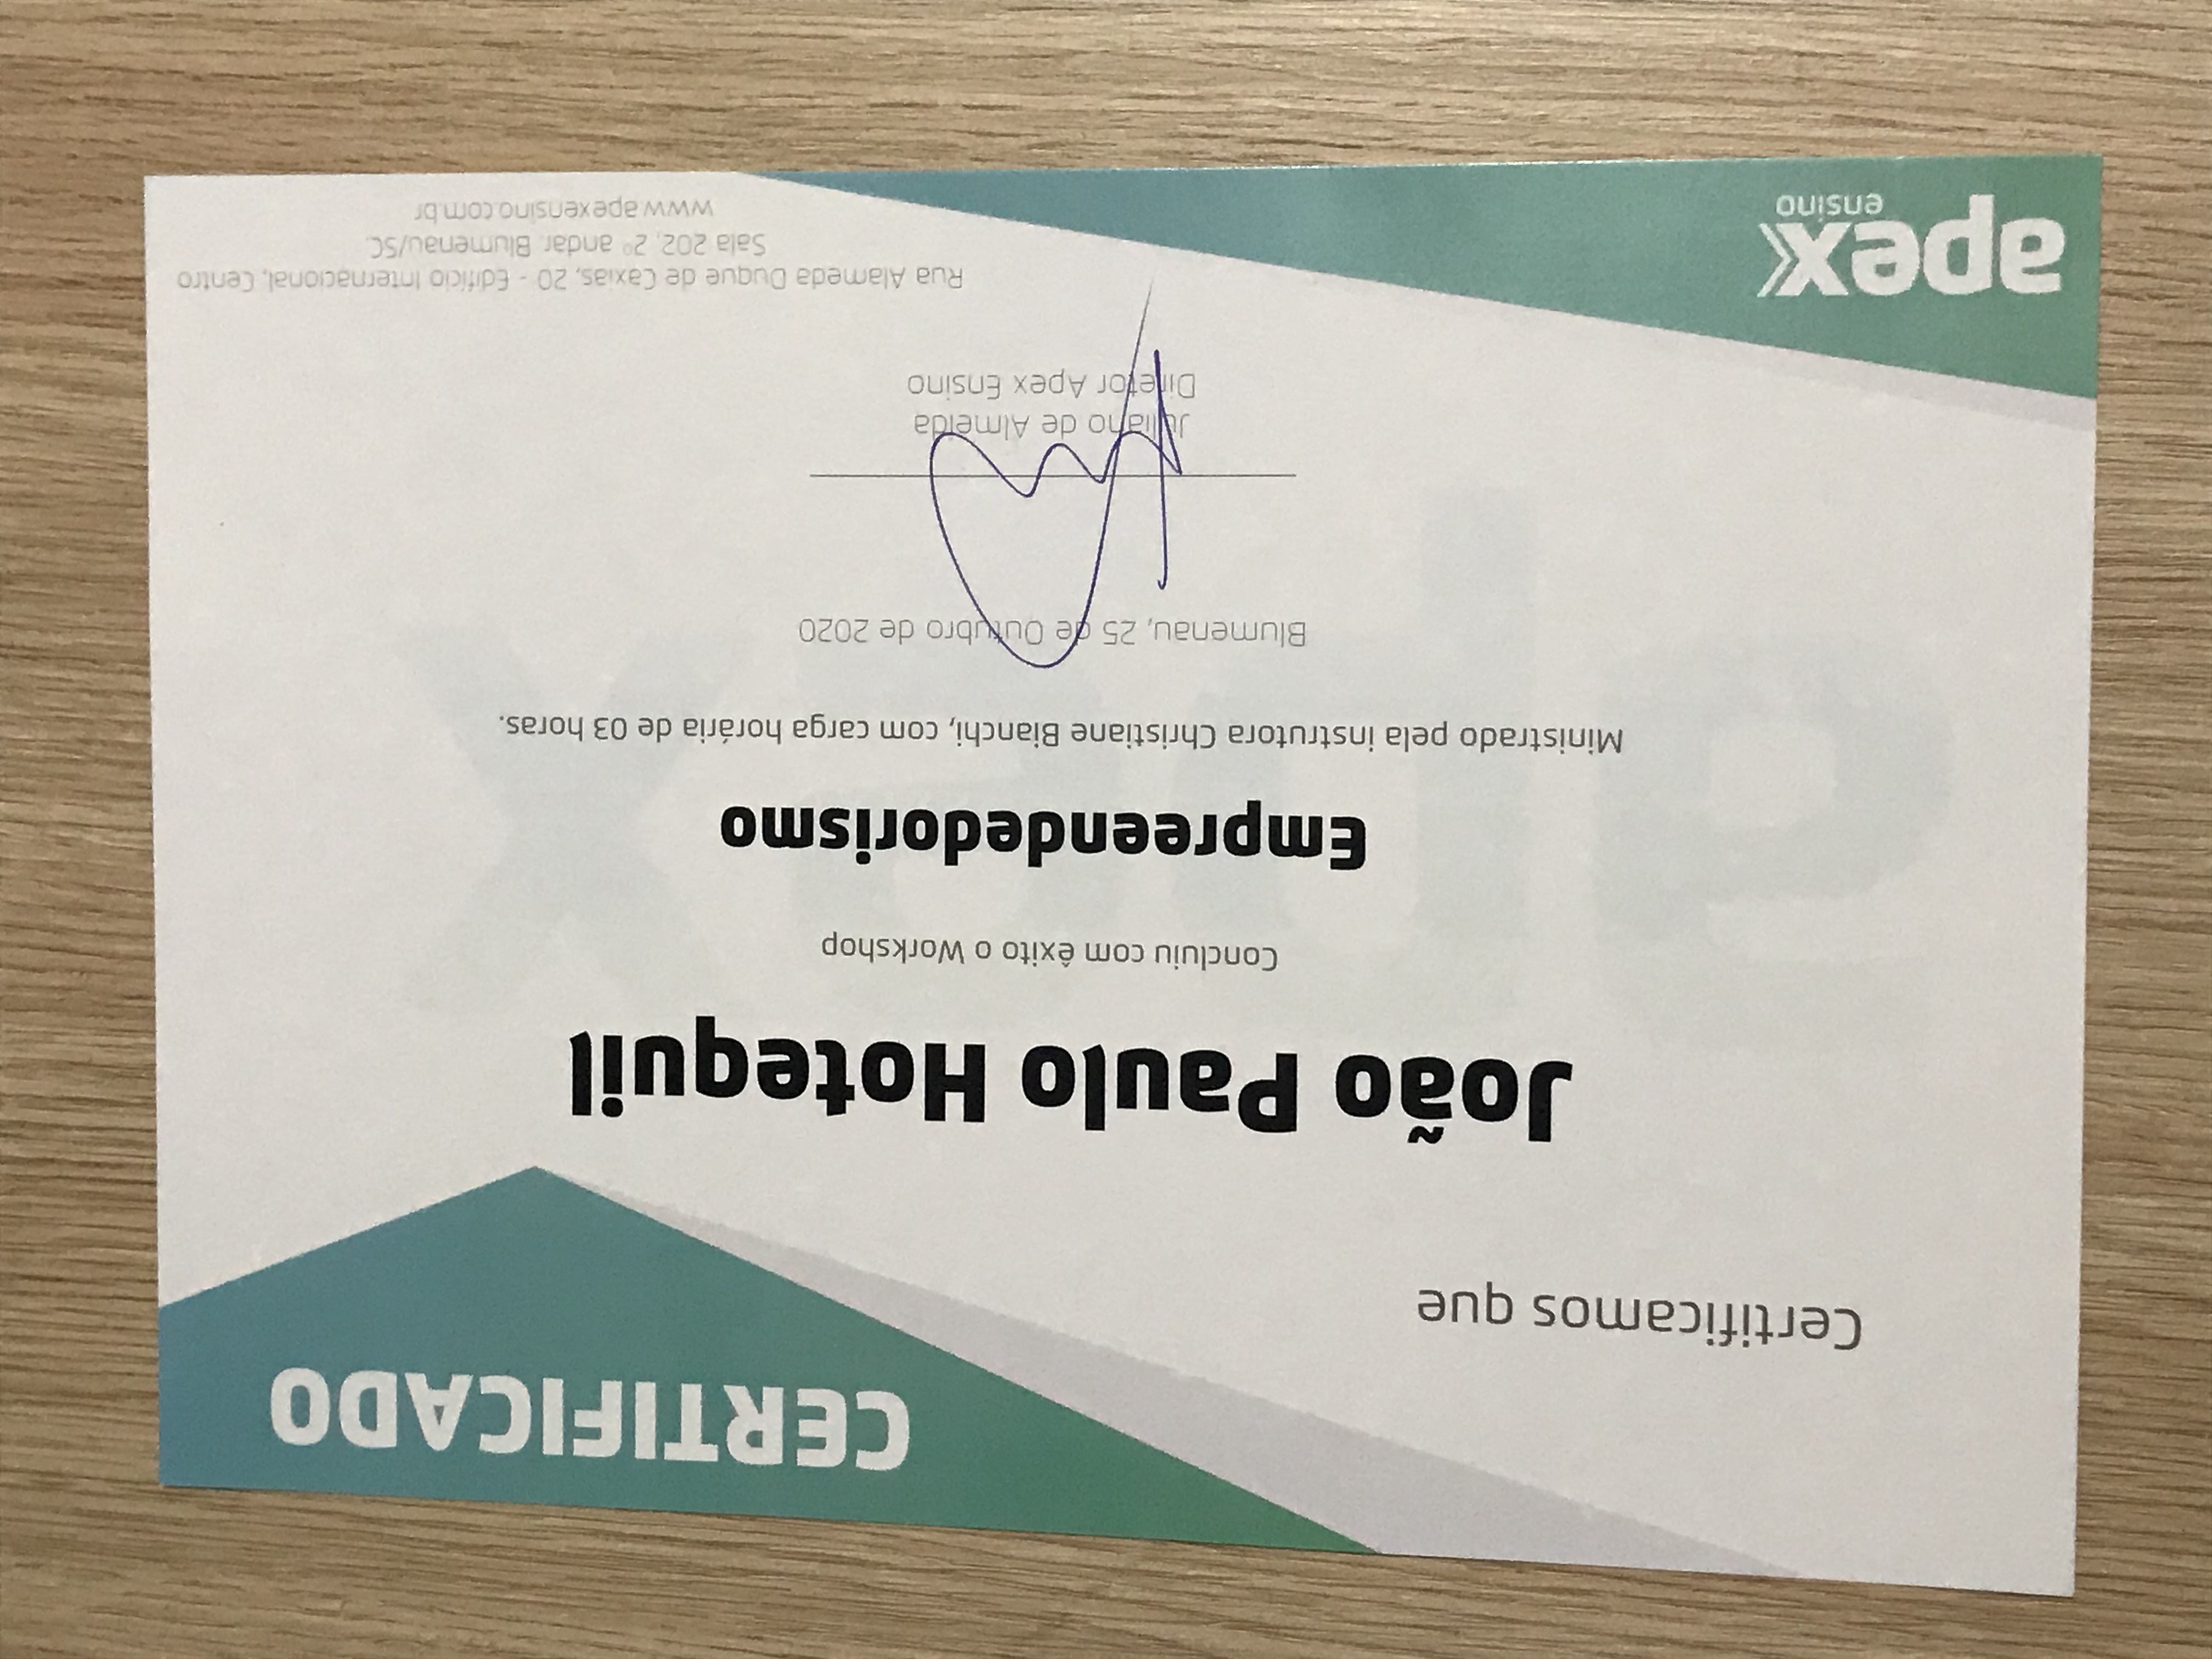 CERTIFICADO
Certificamos que
João Paulo Hotequil
Concluiu com êxito o Workshop
Empreendedorismo
Ministrado pela instrutora Christiane Bianchi, com carga horária de 03 horas.
Blumenau, 25 de Outubro de 2020
Juliano de Almeida
Diretor Apex Ensino
Rua Alameda Duque de Caxias, 20 - Edifício Internacional, Centro
Sala 202, 2º andar. Blumenau/SC.
www.apexensino.com.br
apex
ensino